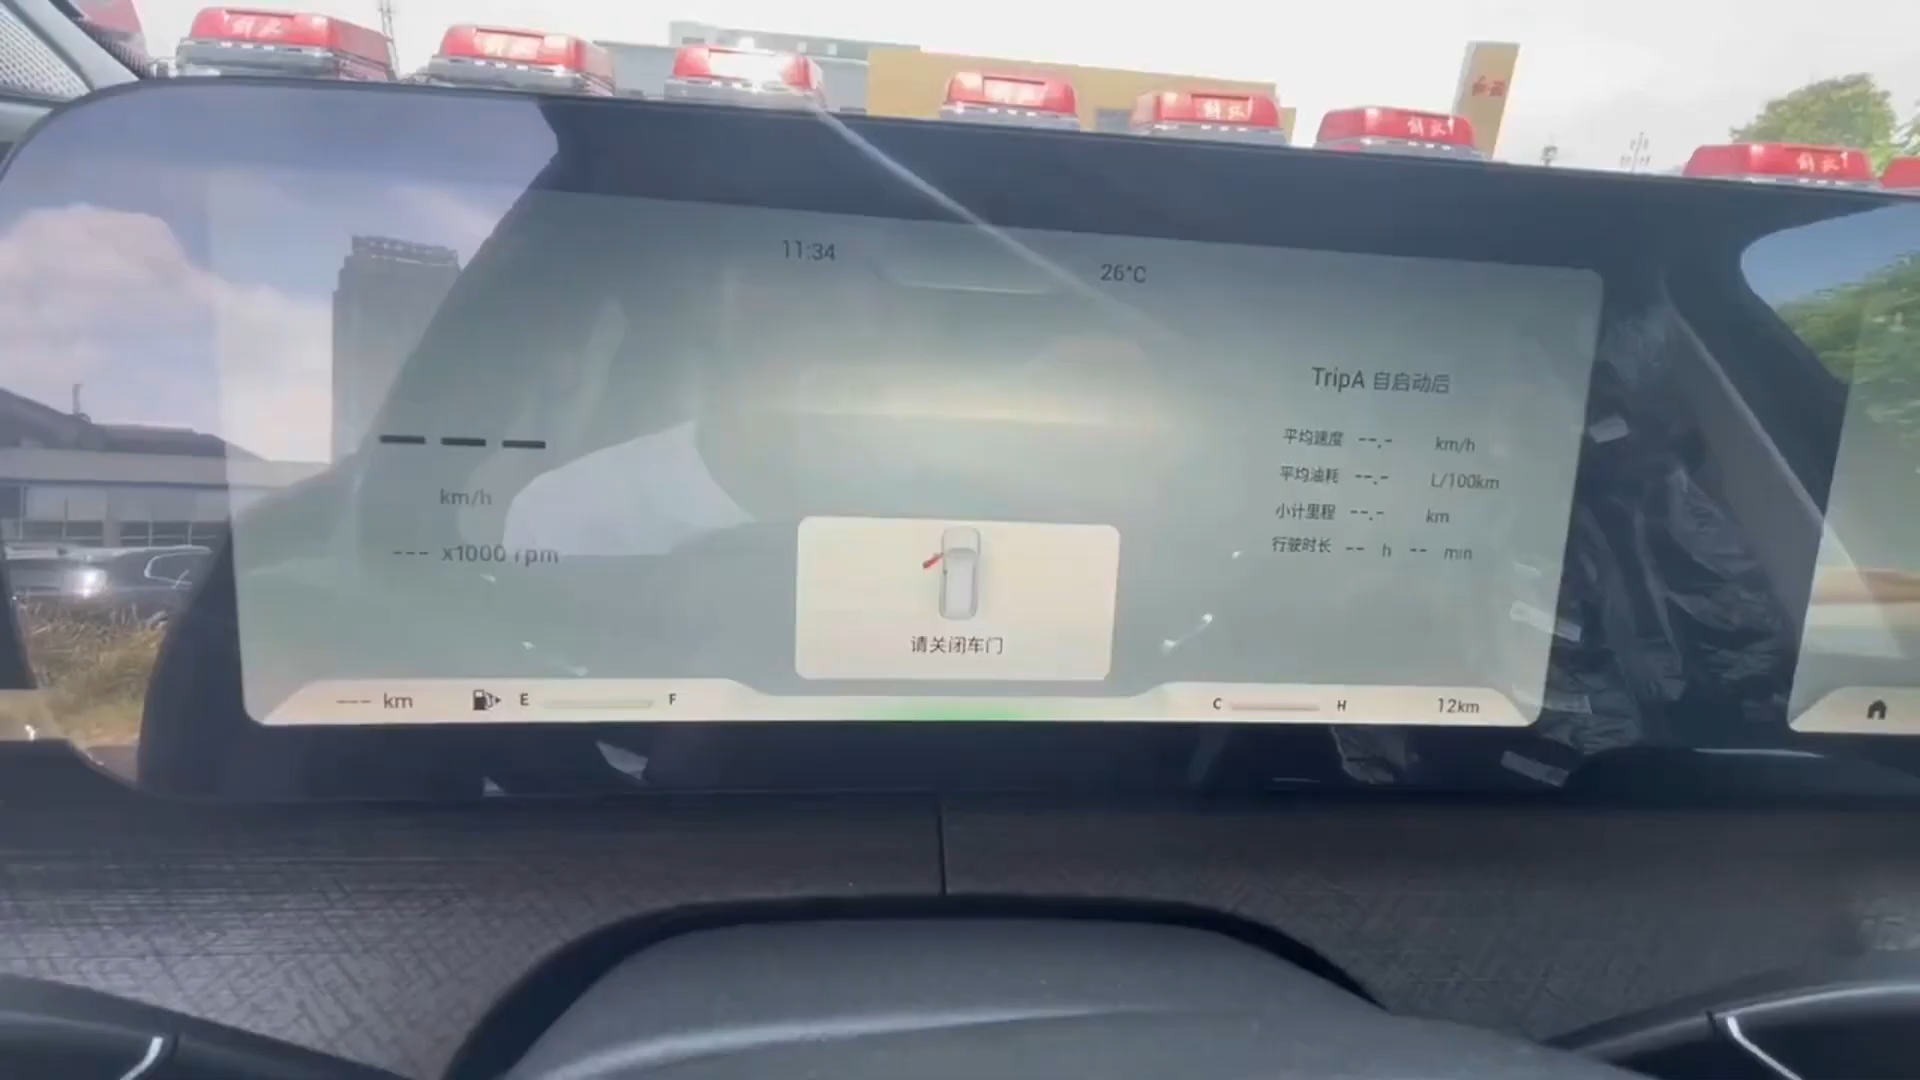 11:34
26°C
TripA 自启动后
平均速度 --.- km/h
平均油耗 --.- L/100km
小计里程 --.- km
行驶时长 -- h -- min
--- km/h
--- x1000 rpm
请关闭车门
--- km
E F
C H
12km